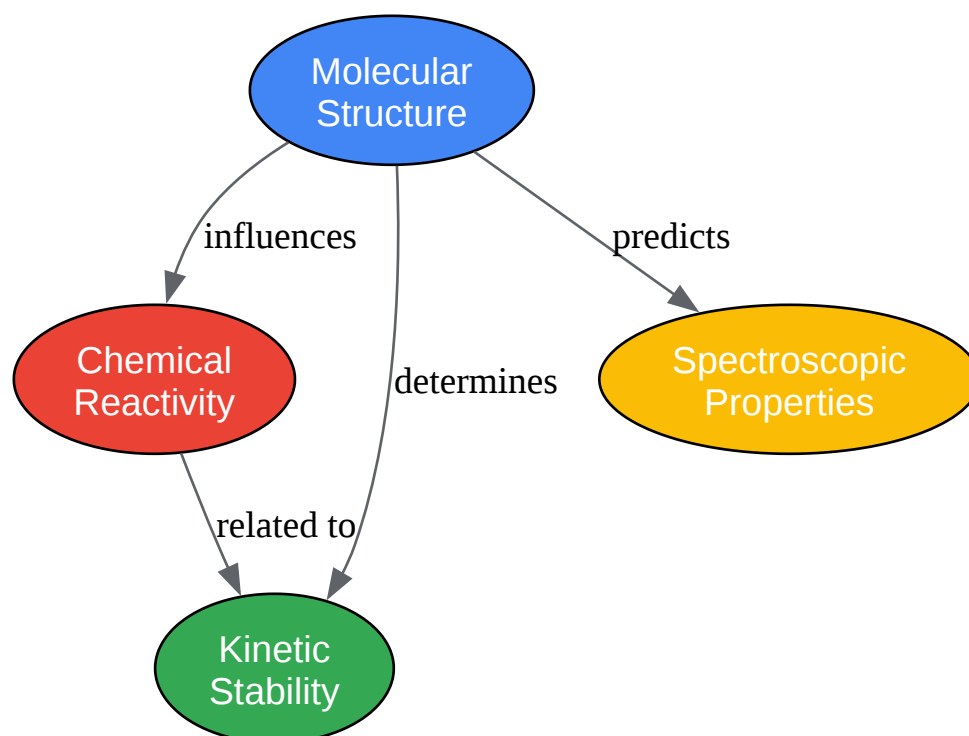 Molecular
Structure
influences
predicts
Chemical
Reactivity
determines
Spectroscopic
Properties
related to
Kinetic
Stability